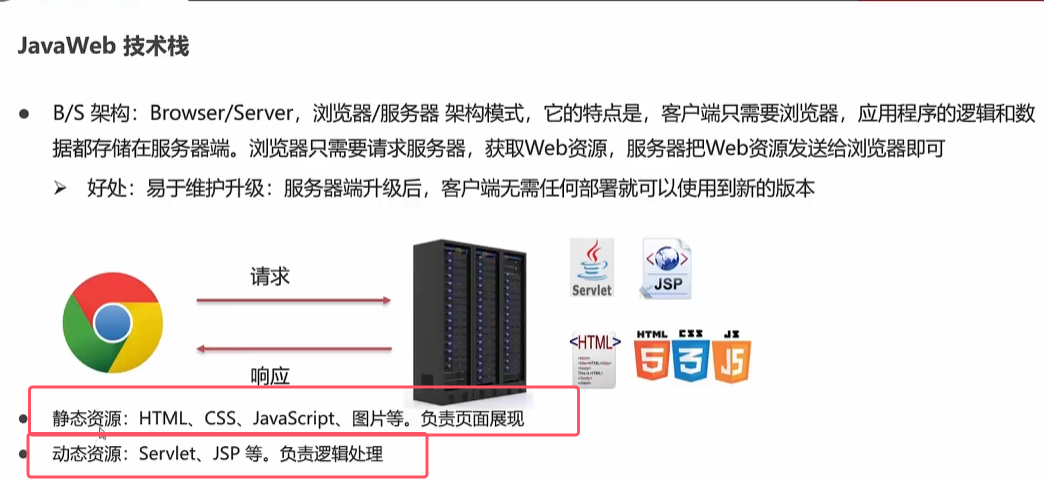 JavaWeb 技术栈
● B/S 架构：Browser/Server，浏览器/服务器 架构模式，它的特点是，客户端只需要浏览器，应用程序的逻辑和数
据都存储在服务器端。浏览器只需要请求服务器，获取Web资源，服务器把Web资源发送给浏览器即可
➢ 好处：易于维护升级：服务器端升级后，客户端无需任何部署就可以使用到新的版本
请求
响应
Servlet
JSP
<HTML>
HTML CSS JS
5 3 JS
● 静态资源：HTML、CSS、JavaScript、图片等。负责页面展现
● 动态资源：Servlet、JSP 等。负责逻辑处理